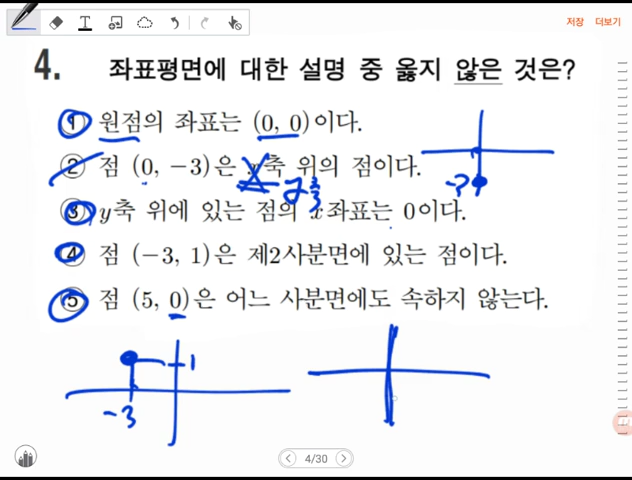 저장 더보기
4. 좌표평면에 대한 설명 중 옳지 않은 것은?
① 원점의 좌표는 (0, 0)이다.
② 점 (0, -3)은 x축 위의 점이다.
y축
-3
③ y축 위에 있는 점의 x좌표는 0이다.
④ 점 (-3, 1)은 제2사분면에 있는 점이다.
⑤ 점 (5, 0)은 어느 사분면에도 속하지 않는다.
1
-3
4/30